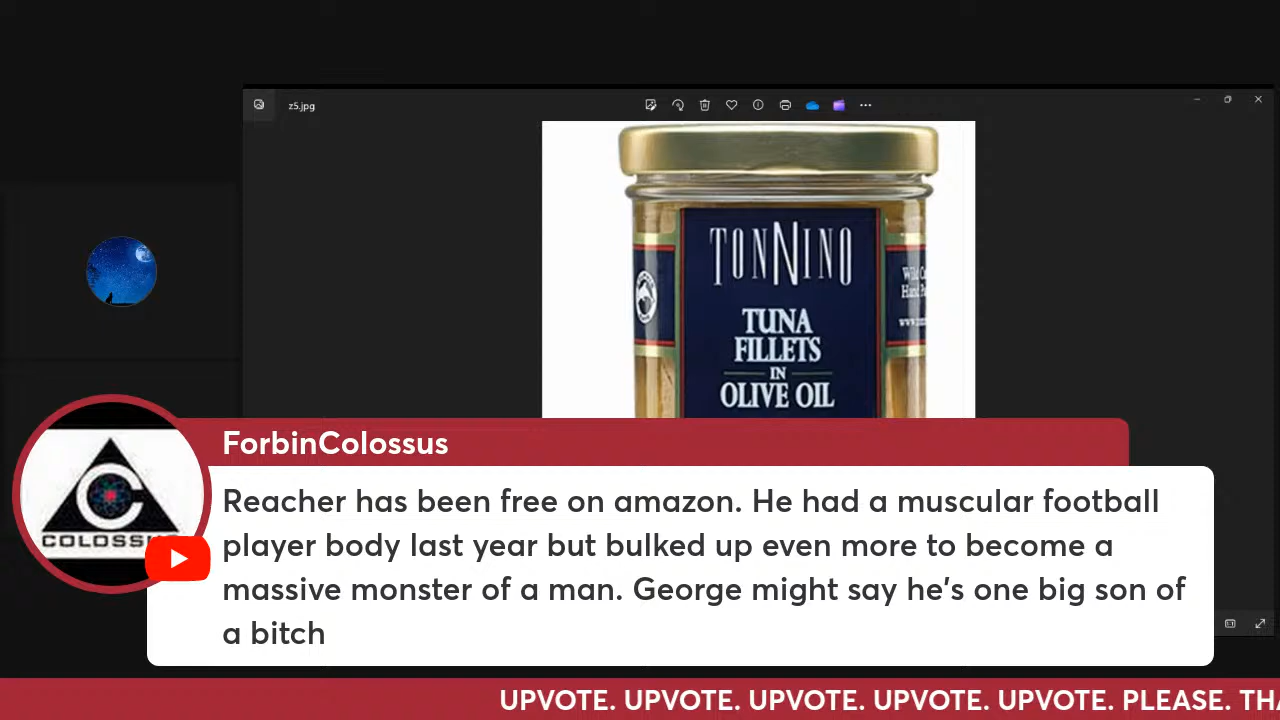 z5.jpg
TONNINO
TUNA
FILLETS
IN
OLIVE OIL
www.
COLOSSUS
ForbinColossus
Reacher has been free on amazon. He had a muscular football
player body last year but bulked up even more to become a
massive monster of a man. George might say he's one big son of
a bitch
UPVOTE. UPVOTE. UPVOTE. UPVOTE. UPVOTE. PLEASE. THA